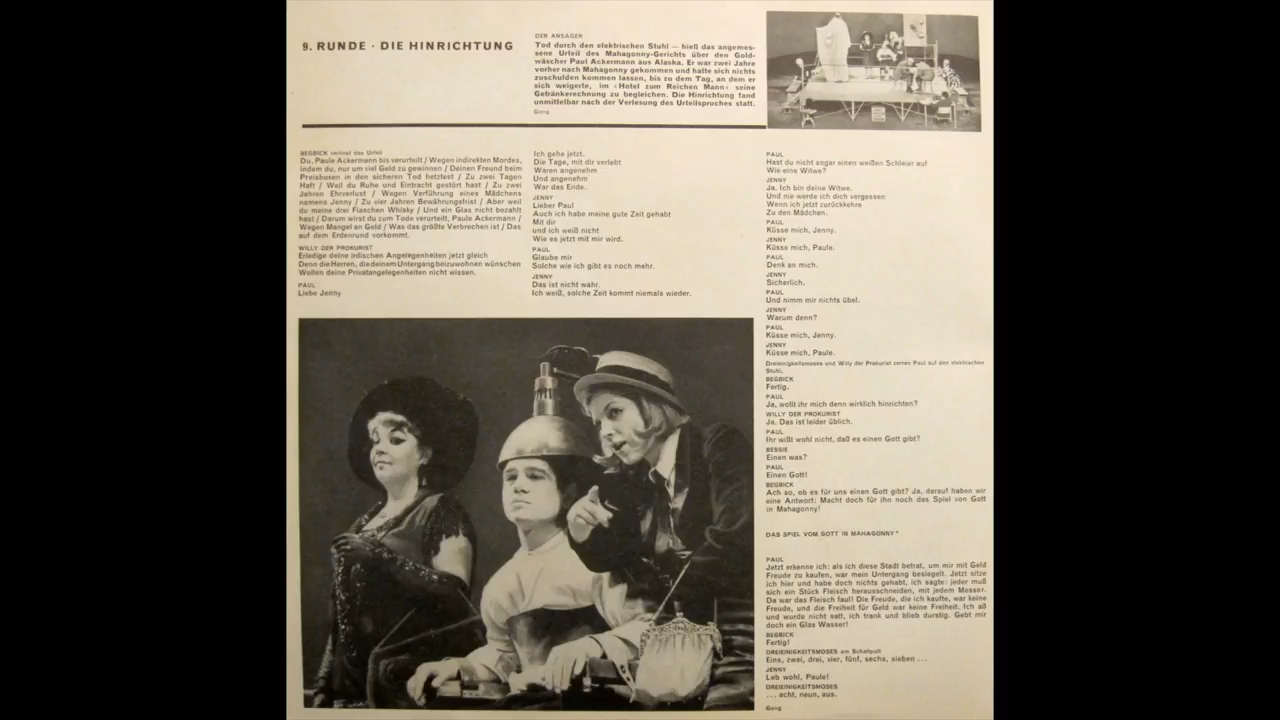 9. RUNDE · DIE HINRICHTUNG
DER ANSAGER
Tod durch den elektrischen Stuhl — hieß das angemes-
sene Urteil des Mahagonny-Gerichts über den Gold-
wäscher Paul Ackermann aus Alaska. Er war zwei Jahre
vorher nach Mahagonny gekommen und hatte sich nichts
zuschulden kommen lassen, bis zu dem Tag, an dem er
sich weigerte, im »Hotel zum Reichen Mann« seine
Getränkerechnung zu begleichen. Die Hinrichtung fand
unmittelbar nach der Verlesung des Urteilspruches statt.
Gong
BEGBICK verliest das Urteil
Du, Paule Ackermann bis verurteilt / Wegen indirekten Mordes,
indem du, nur um viel Geld zu gewinnen / Deinen Freund beim
Preisboxen in den sicheren Tod hetztest / Zu zwei Tagen
Haft / Weil du Ruhe und Eintracht gestört hast / Zu zwei
Jahren Ehrverlust / Wegen Verführung eines Mädchens
namens Jenny / Zu vier Jahren Bewährungsfrist / Aber weil
du meine drei Flaschen Whisky / Und ein Glas nicht bezahlt
hast / Darum wirst du zum Tode verurteilt, Paule Ackermann /
Wegen Mangel an Geld / Was das größte Verbrechen ist / Das
auf dem Erdenrund vorkommt.
WILLY DER PROKURIST
Erledige deine irdischen Angelegenheiten jetzt gleich
Denn die Herren, die deinem Untergang beizuwohnen wünschen
Wollen deine Privatangelegenheiten nicht wissen.
PAUL
Liebe Jenny
Ich gehe jetzt.
Die Tage, mit dir verlebt
Waren angenehm
Und angenehm
War das Ende.
JENNY
Lieber Paul
Auch ich habe meine gute Zeit gehabt
Mit dir
und ich weiß nicht
Wie es jetzt mit mir wird.
PAUL
Glaube mir
Solche wie ich gibt es noch mehr.
JENNY
Das ist nicht wahr.
Ich weiß, solche Zeit kommt niemals wieder.
PAUL
Hast du nicht sogar einen weißen Schleier auf
Wie eine Witwe?
JENNY
Ja. Ich bin deine Witwe.
Und nie werde ich dich vergessen
Wenn ich jetzt zurückkehre
Zu den Mädchen.
PAUL
Küsse mich, Jenny.
JENNY
Küsse mich, Paule.
PAUL
Denk an mich.
JENNY
Sicherlich.
PAUL
Und nimm mir nichts übel.
JENNY
Warum denn?
PAUL
Küsse mich, Jenny.
JENNY
Küsse mich, Paule.
Dreieinigkeitsmoses und Willy der Prokurist zerren Paul auf den elektrischen
Stuhl.
BEGBICK
Fertig.
PAUL
Ja, wollt ihr mich denn wirklich hinrichten?
WILLY DER PROKURIST
Ja. Das ist leider üblich.
PAUL
Ihr wißt wohl nicht, daß es einen Gott gibt?
BESSIE
Einen was?
PAUL
Einen Gott!
BEGBICK
Ach so, ob es für uns einen Gott gibt? Ja, darauf haben wir
eine Antwort: Macht doch für ihn noch das Spiel von Gott
in Mahagonny!
DAS SPIEL VOM GOTT IN MAHAGONNY*
PAUL
Jetzt erkenne ich: als ich diese Stadt betrat, um mir mit Geld
Freude zu kaufen, war mein Untergang besiegelt. Jetzt sitze
ich hier und habe doch nichts gehabt, ich sagte: jeder muß
sich ein Stück Fleisch herausschneiden, mit jedem Messer.
Da war das Fleisch faul! Die Freude, die ich kaufte, war keine
Freude, und die Freiheit für Geld war keine Freiheit. Ich aß
und wurde nicht satt, ich trank und blieb durstig. Gebt mir
doch ein Glas Wasser!
BEGBICK
Fertig!
DREIEINIGKEITSMOSES am Schaltpult
Eins, zwei, drei, vier, fünf, sechs, sieben ...
JENNY
Leb wohl, Paule!
DREIEINIGKEITSMOSES
... acht, neun, aus.
Gong